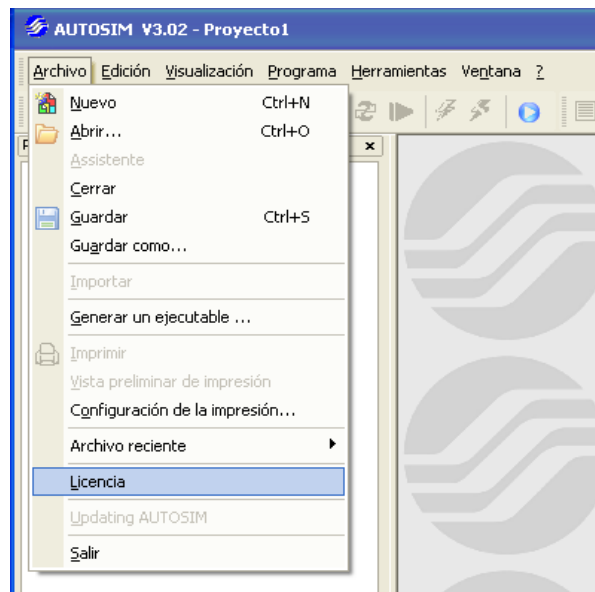 AUTOSIM V3.02 - Proyecto1
Archivo Edición Visualización Programa Herramientas Ventana ?
Nuevo Ctrl+N
Abrir... Ctrl+O
Assistente
Cerrar
Guardar Ctrl+S
Guardar como...
Importar
Generar un ejecutable ...
Imprimir
Vista preliminar de impresión
Configuración de la impresión...
Archivo reciente
Licencia
Updating AUTOSIM
Salir